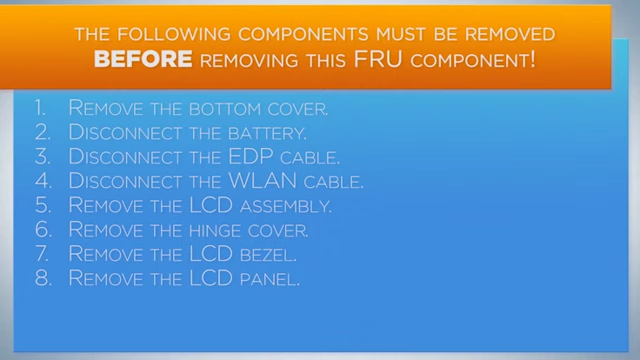 THE FOLLOWING COMPONENTS MUST BE REMOVED
BEFORE REMOVING THIS FRU COMPONENT!
1. REMOVE THE BOTTOM COVER.
2. DISCONNECT THE BATTERY.
3. DISCONNECT THE EDP CABLE.
4. DISCONNECT THE WLAN CABLE.
5. REMOVE THE LCD ASSEMBLY.
6. REMOVE THE HINGE COVER.
7. REMOVE THE LCD BEZEL.
8. REMOVE THE LCD PANEL.